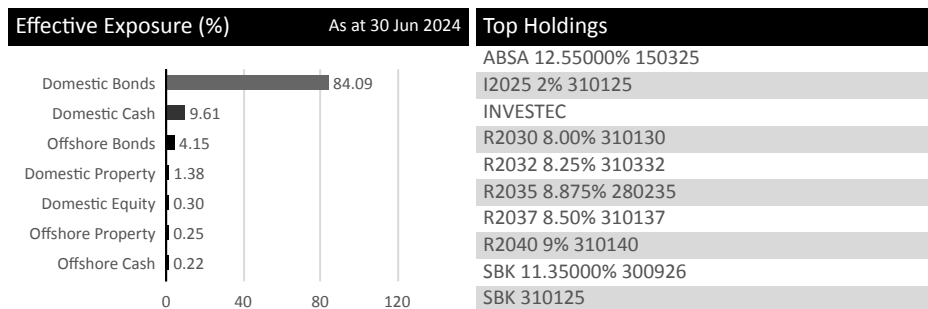 Effective Exposure (%) As at 30 Jun 2024
Domestic Bonds 84.09
Domestic Cash 9.61
Offshore Bonds 4.15
Domestic Property 1.38
Domestic Equity 0.30
Offshore Property 0.25
Offshore Cash 0.22
0 40 80 120
Top Holdings
ABSA 12.55000% 150325
I2025 2% 310125
INVESTEC
R2030 8.00% 310130
R2032 8.25% 310332
R2035 8.875% 280235
R2037 8.50% 310137
R2040 9% 310140
SBK 11.35000% 300926
SBK 310125